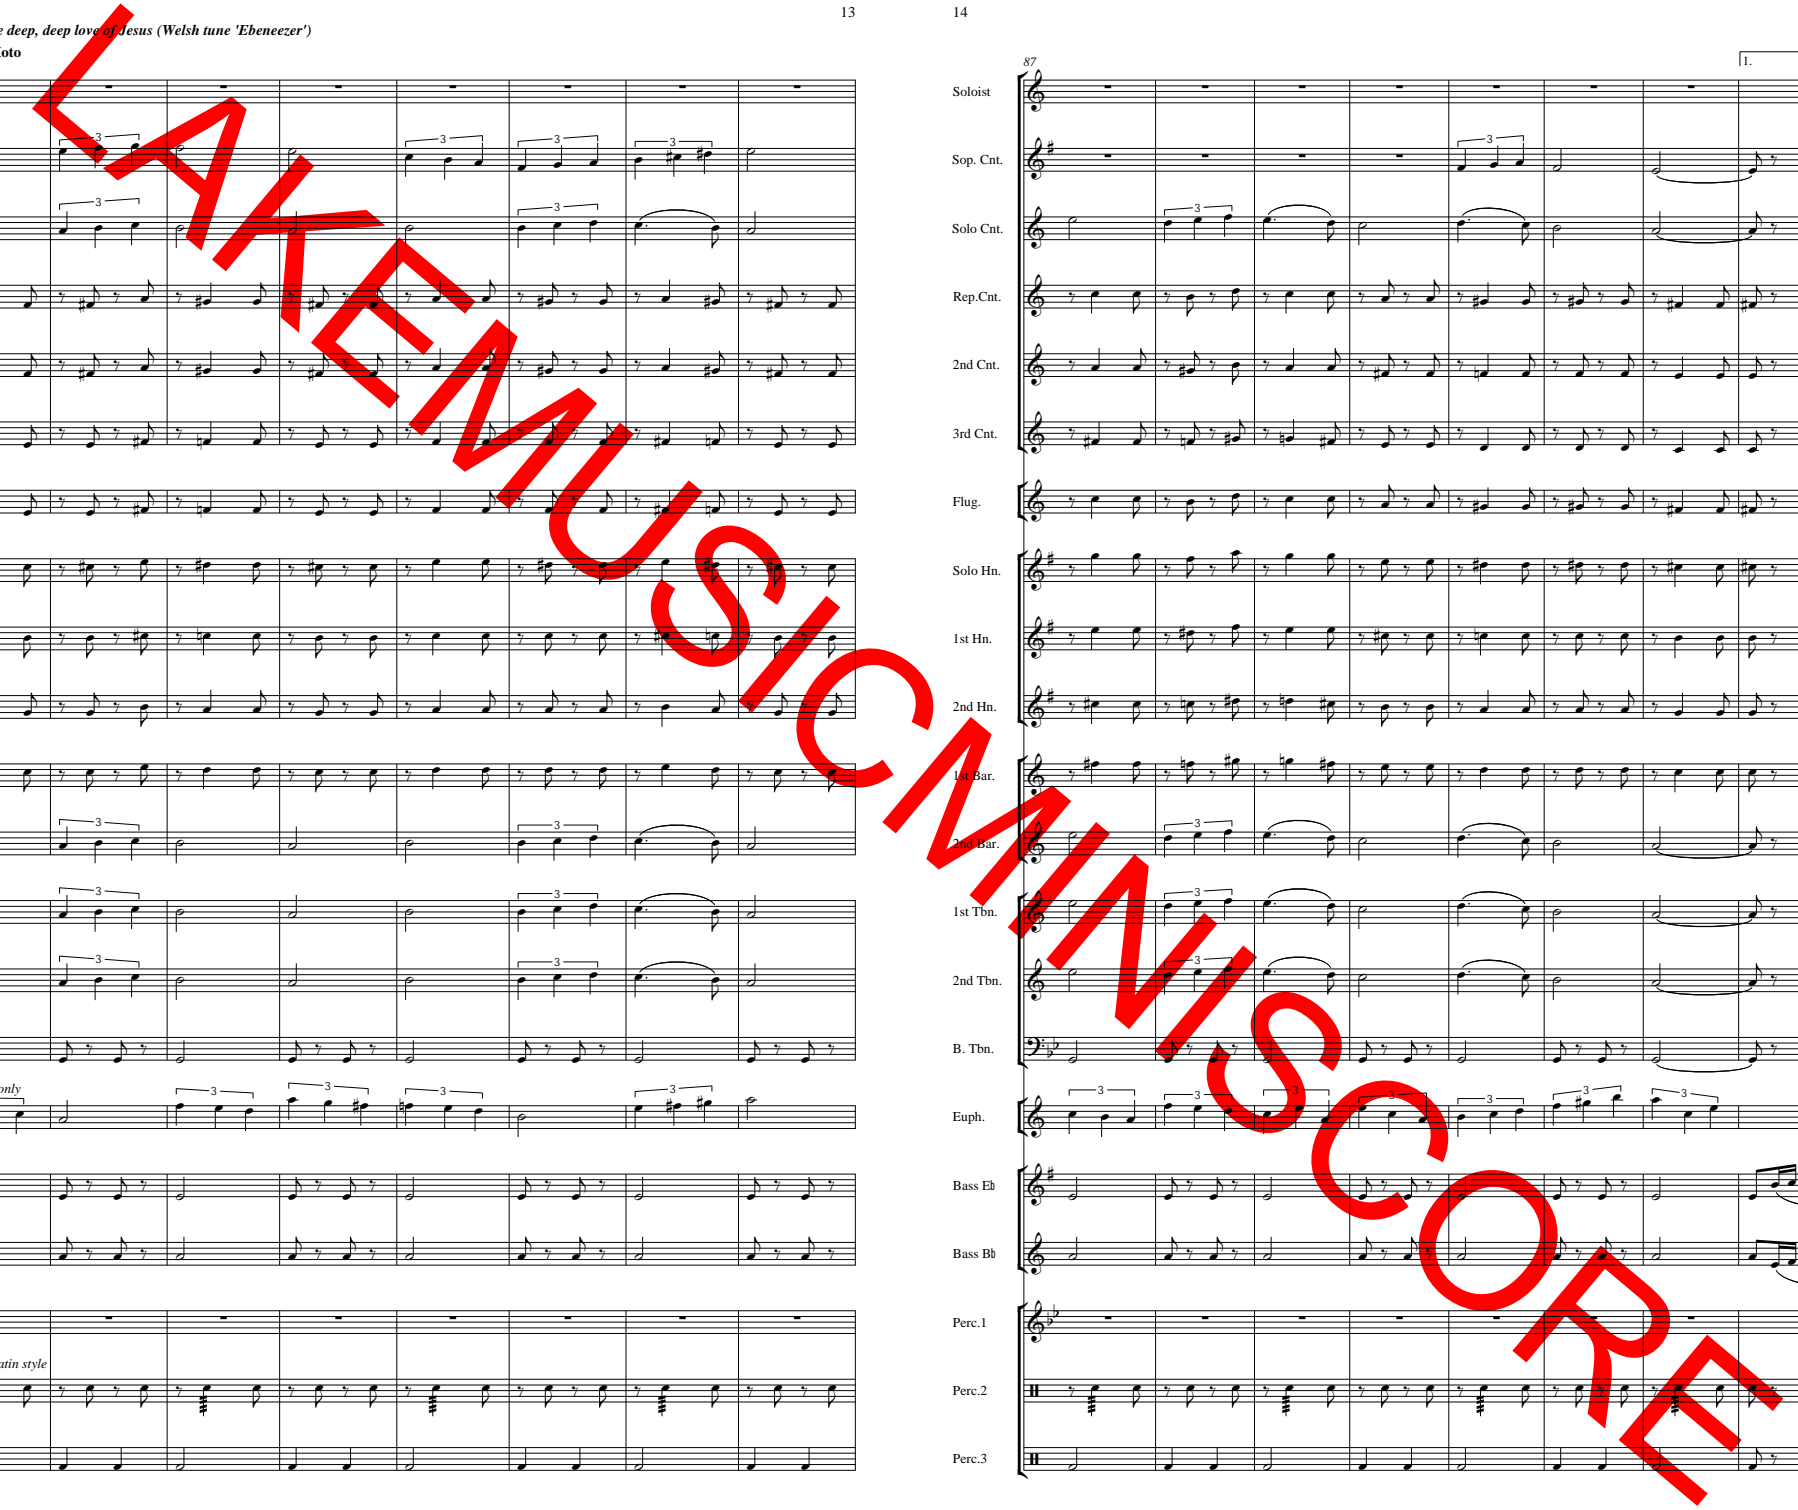 13
e deep, deep love of Jesus (Welsh tune 'Ebeneezer')
only
atin style
14
87
1.
Soloist
Sop. Cnt.
Solo Cnt.
Rep.Cnt.
2nd Cnt.
3rd Cnt.
Flug.
Solo Hn.
1st Hn.
2nd Hn.
1st Bar.
2nd Bar.
1st Tbn.
2nd Tbn.
B. Tbn.
Euph.
Bass E♭
Bass B♭
Perc.1
Perc.2
Perc.3
LAKEMUSICMINISCORE